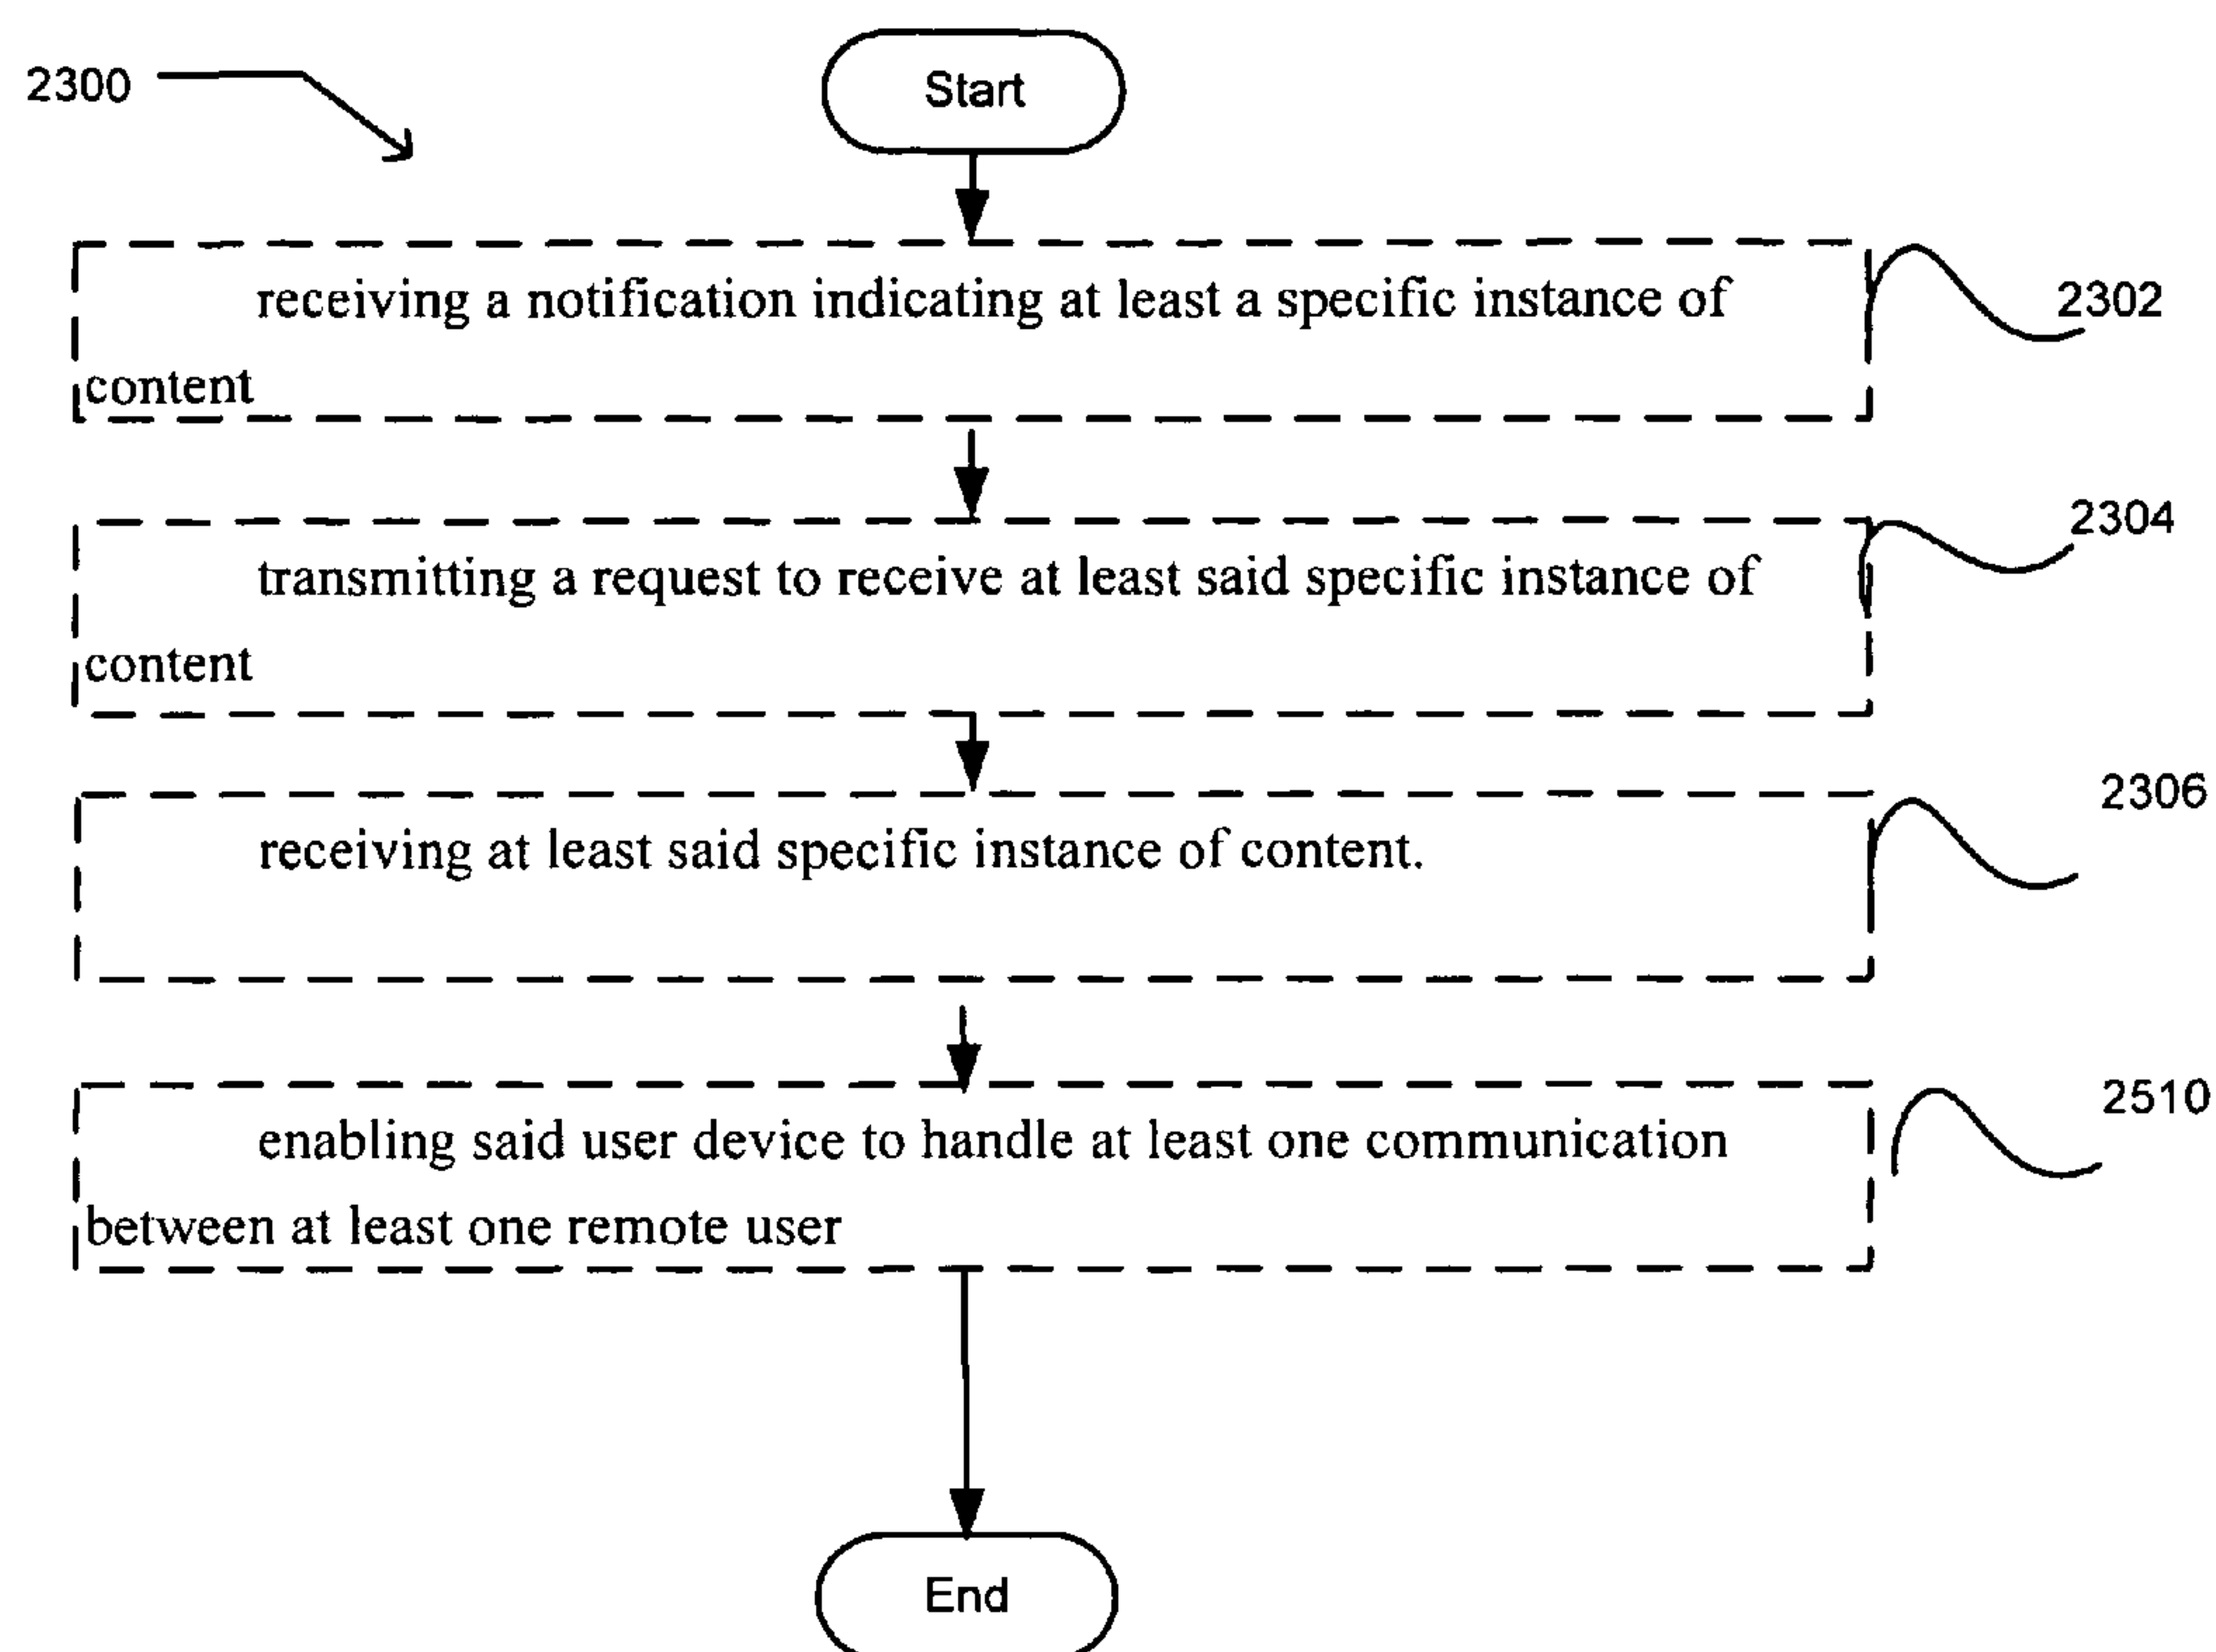 2300
Start
receiving a notification indicating at least a specific instance of
content
2302
transmitting a request to receive at least said specific instance of
content
2304
receiving at least said specific instance of content.
2306
enabling said user device to handle at least one communication
between at least one remote user
2510
End